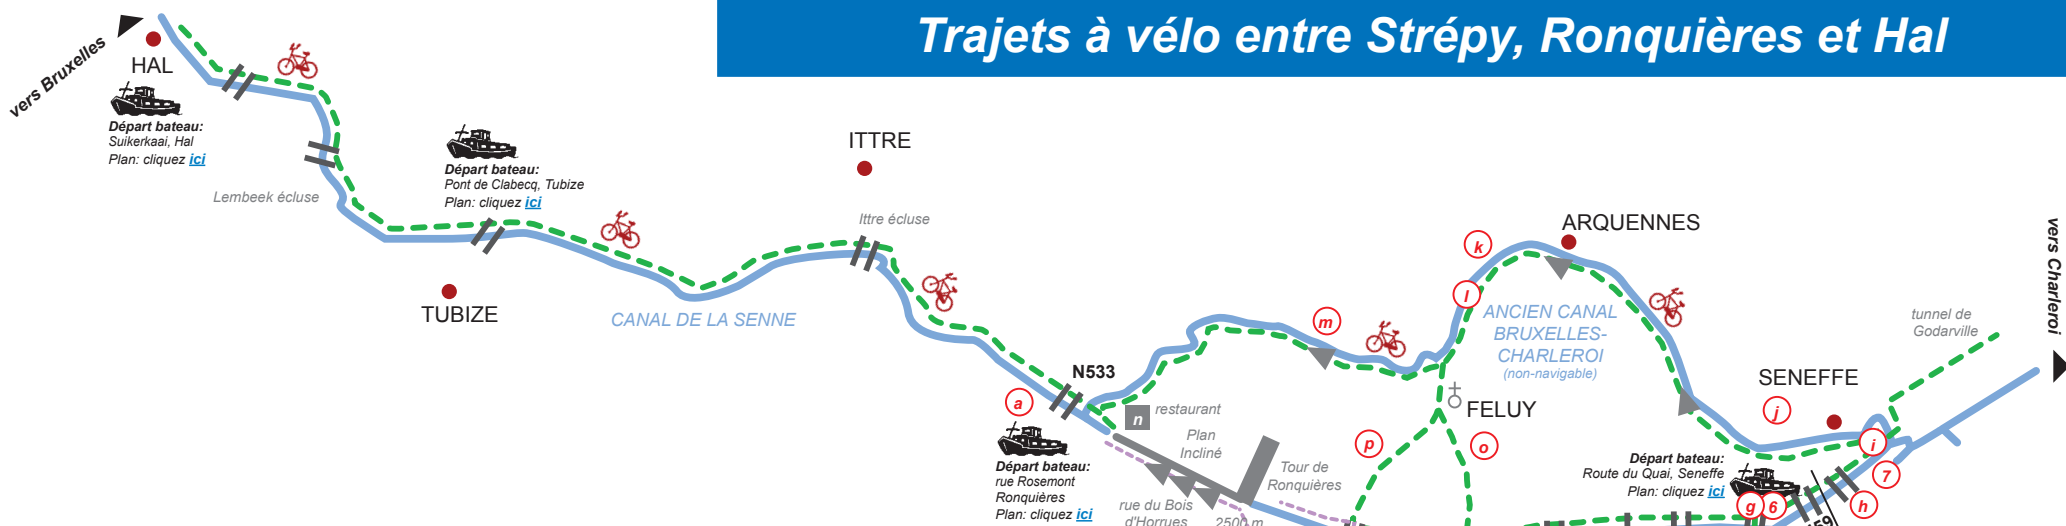 Trajets à vélo entre Strépy, Ronquières et Hal
vers Bruxelles
HAL
Départ bateau:
Suikerkaai, Hal
Plan: cliquez ici
Lembeek écluse
Départ bateau:
Pont de Clabecq, Tubize
Plan: cliquez ici
TUBIZE
CANAL DE LA SENNE
ITTRE
Ittre écluse
N533
a
Départ bateau:
rue Rosemont
Ronquières
Plan: cliquez ici
n
restaurant
Plan
Incliné
rue du Bois
d'Horrues
2500 m
Tour de
Ronquières
m
k
l
ARQUENNES
ANCIEN CANAL
BRUXELLES-
CHARLEROI
(non-navigable)
FELUY
p
o
SENEFFE
j
i
7
h
g
6
Départ bateau:
Route du Quai, Seneffe
Plan: cliquez ici
tunnel de
Godarville
vers Charleroi